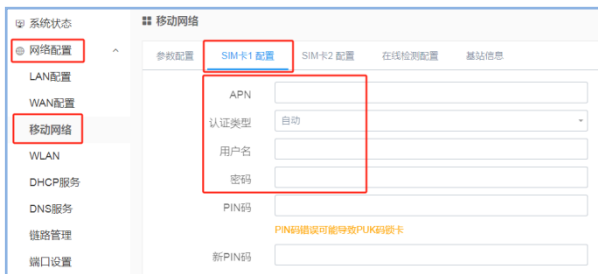 系统状态
网络配置
LAN配置
WAN配置
移动网络
WLAN
DHCP服务
DNS服务
链路管理
端口设置
移动网络
参数配置 SIM卡1 配置 SIM卡2 配置 在线检测配置 基站信息
APN
认证类型 自动
用户名
密码
PIN码
PIN码错误可能导致PUK码锁卡
新PIN码